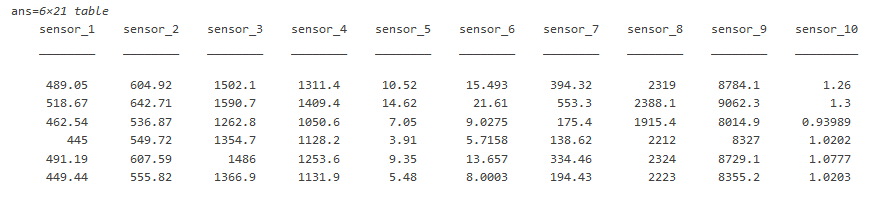 ans=6×21 table
sensor_1 sensor_2 sensor_3 sensor_4 sensor_5 sensor_6 sensor_7 sensor_8 sensor_9 sensor_10
489.05 604.92 1502.1 1311.4 10.52 15.493 394.32 2319 8784.1 1.26
518.67 642.71 1590.7 1409.4 14.62 21.61 553.3 2388.1 9062.3 1.3
462.54 536.87 1262.8 1050.6 7.05 9.0275 175.4 1915.4 8014.9 0.93989
445 549.72 1354.7 1128.2 3.91 5.7158 138.62 2212 8327 1.0202
491.19 607.59 1486 1253.6 9.35 13.657 334.46 2324 8729.1 1.0777
449.44 555.82 1366.9 1131.9 5.48 8.0003 194.43 2223 8355.2 1.0203